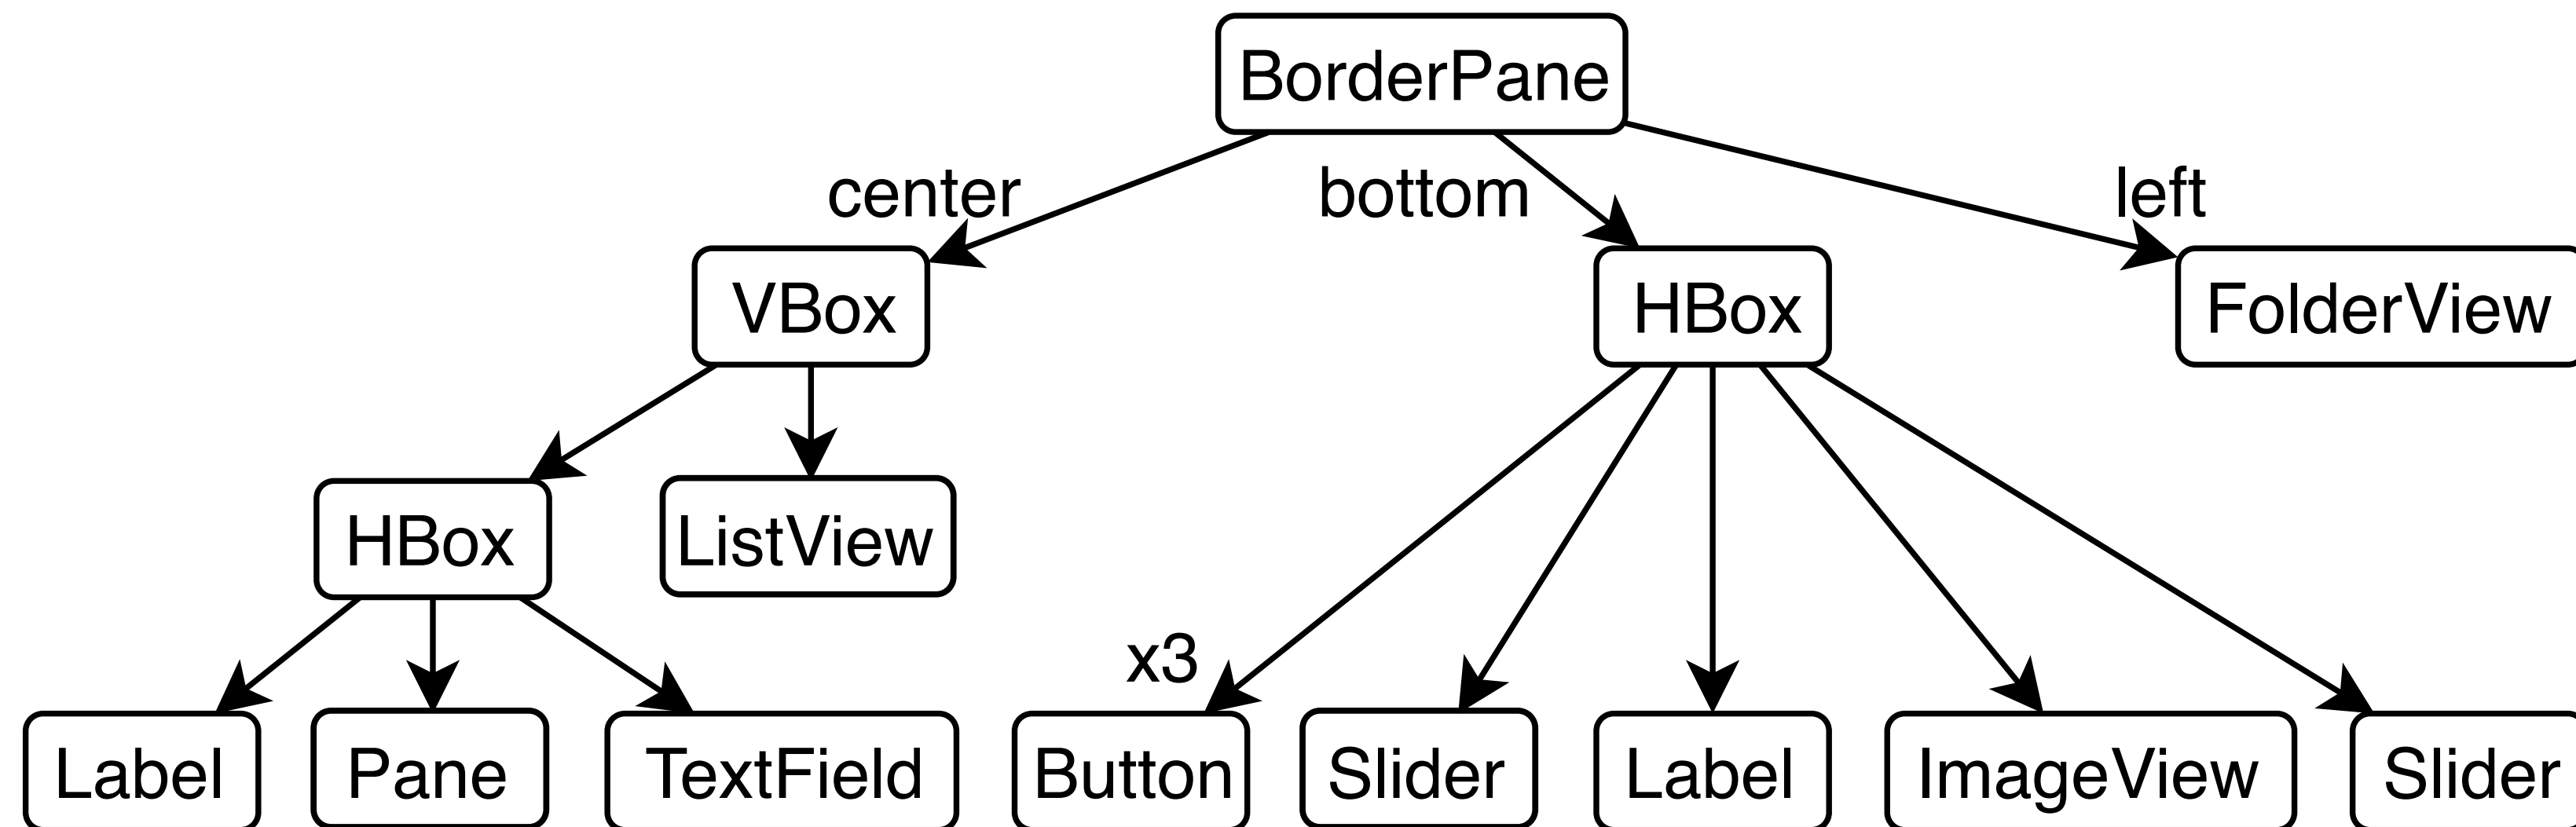 BorderPane
center
bottom
left
VBox
HBox
FolderView
HBox
ListView
x3
Label
Pane
TextField
Button
Slider
Label
ImageView
Slider